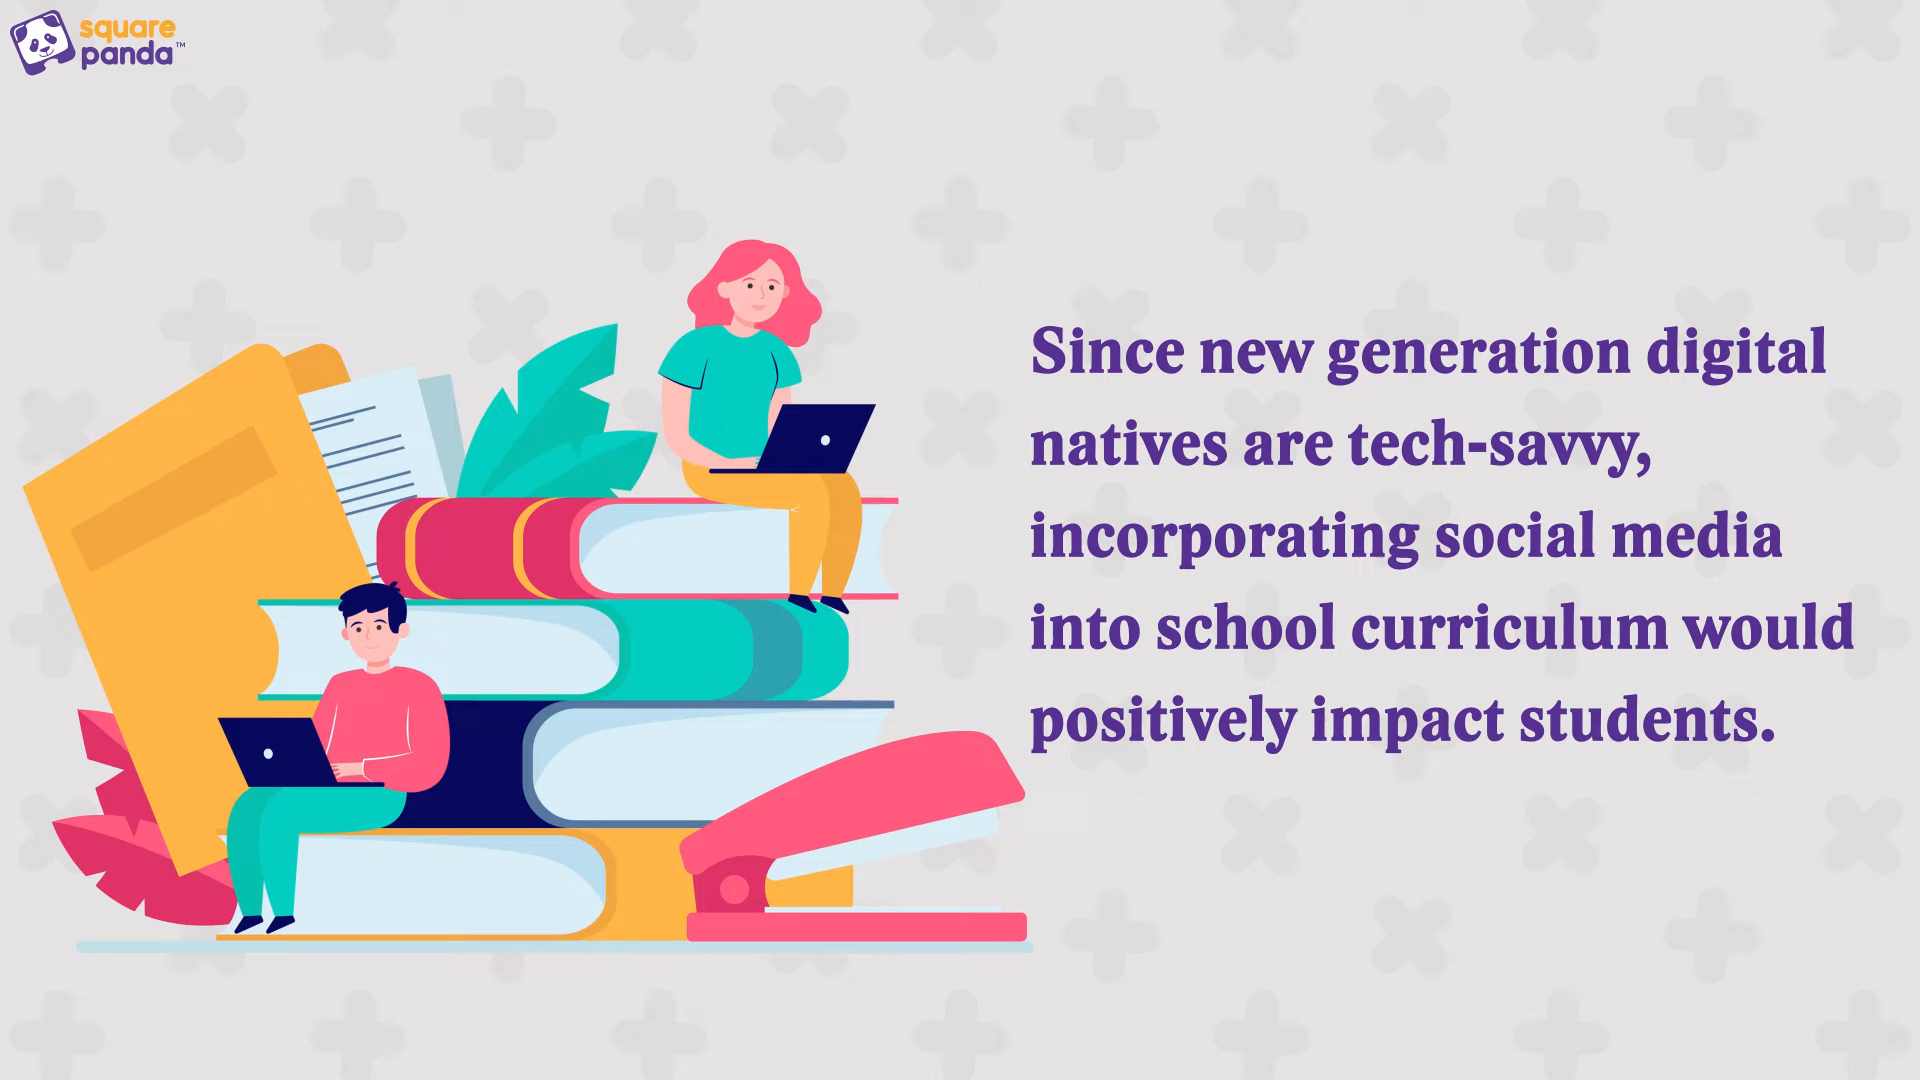 square
panda™
Since new generation digital
natives are tech-savvy,
incorporating social media
into school curriculum would
positively impact students.